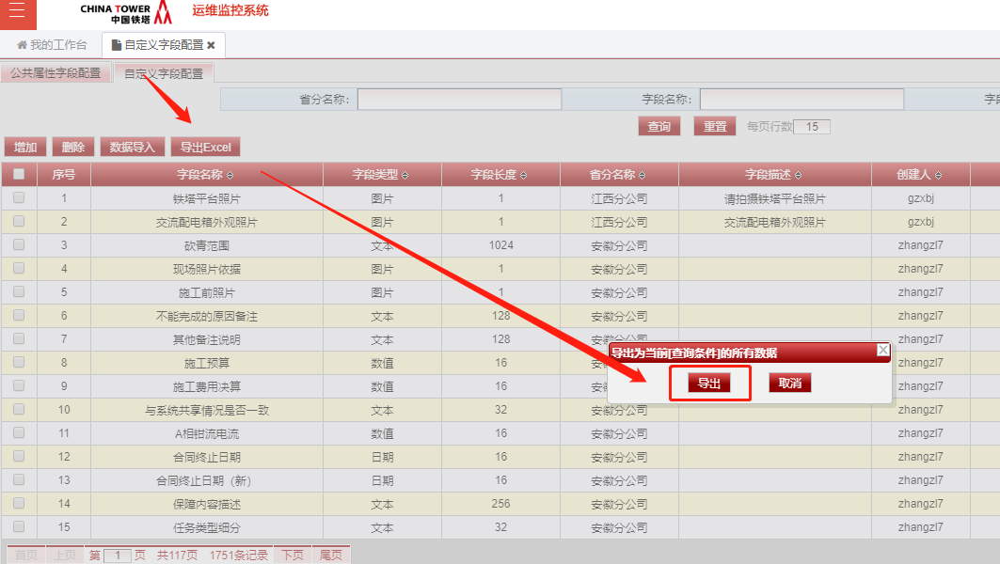 CHINA TOWER
中国铁塔
运维监控系统
我的工作台 自定义字段配置
公共属性字段配置 自定义字段配置
省分名称: 字段名称: 字段
查询 重置 每页行数 15
增加 删除 数据导入 导出Excel
序号 字段名称 字段类型 字段长度 省分名称 字段描述 创建人
1 铁塔平台照片 图片 1 江西分公司 请拍摄铁塔平台照片 gzxbj
2 交流配电箱外观照片 图片 1 江西分公司 交流配电箱外观照片 gzxbj
3 砍青范围 文本 1024 安徽分公司 zhangzl7
4 现场照片依据 图片 1 安徽分公司 zhangzl7
5 施工前照片 图片 1 安徽分公司 zhangzl7
6 不能完成的原因备注 文本 128 安徽分公司 zhangzl7
7 其他备注说明 文本 128 安徽分公司 zhangzl7
导出为当前[查询条件]的所有数据
8 施工预算 数值 16 安 zhangzl7
导出 取消
9 施工费用决算 数值 16 安 zhangzl7
10 与系统共享情况是否一致 文本 32 安徽分公司 zhangzl7
11 A相钳流电流 数值 16 安徽分公司 zhangzl7
12 合同终止日期 日期 16 安徽分公司 zhangzl7
13 合同终止日期（新） 日期 16 安徽分公司 zhangzl7
14 保障内容描述 文本 256 安徽分公司 zhangzl7
15 任务类型细分 文本 32 安徽分公司 zhangzl7
首页 上页 第 1 页 共117页 1751条记录 下页 尾页